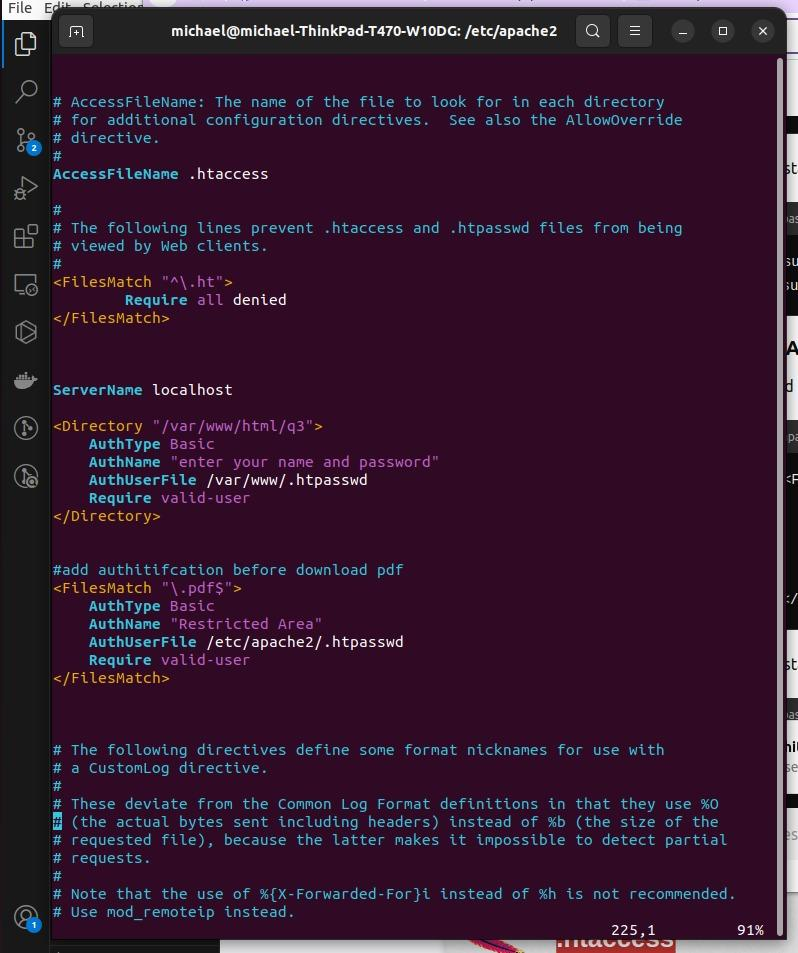 File Edit Selection
michael@michael-ThinkPad-T470-W10DG: /etc/apache2
# AccessFileName: The name of the file to look for in each directory
# for additional configuration directives.  See also the AllowOverride
# directive.
#
AccessFileName .htaccess
#
# The following lines prevent .htaccess and .htpasswd files from being
# viewed by Web clients.
#
<FilesMatch "^\.ht">
        Require all denied
</FilesMatch>
ServerName localhost
<Directory "/var/www/html/q3">
    AuthType Basic
    AuthName "enter your name and password"
    AuthUserFile /var/www/.htpasswd
    Require valid-user
</Directory>
#add authitifcation before download pdf
<FilesMatch "\.pdf$">
    AuthType Basic
    AuthName "Restricted Area"
    AuthUserFile /etc/apache2/.htpasswd
    Require valid-user
</FilesMatch>
# The following directives define some format nicknames for use with
# a CustomLog directive.
#
# These deviate from the Common Log Format definitions in that they use %O
# (the actual bytes sent including headers) instead of %b (the size of the
# requested file), because the latter makes it impossible to detect partial
# requests.
#
# Note that the use of %{X-Forwarded-For}i instead of %h is not recommended.
# Use mod_remoteip instead.
225,1 91%
2
1
.htaccess